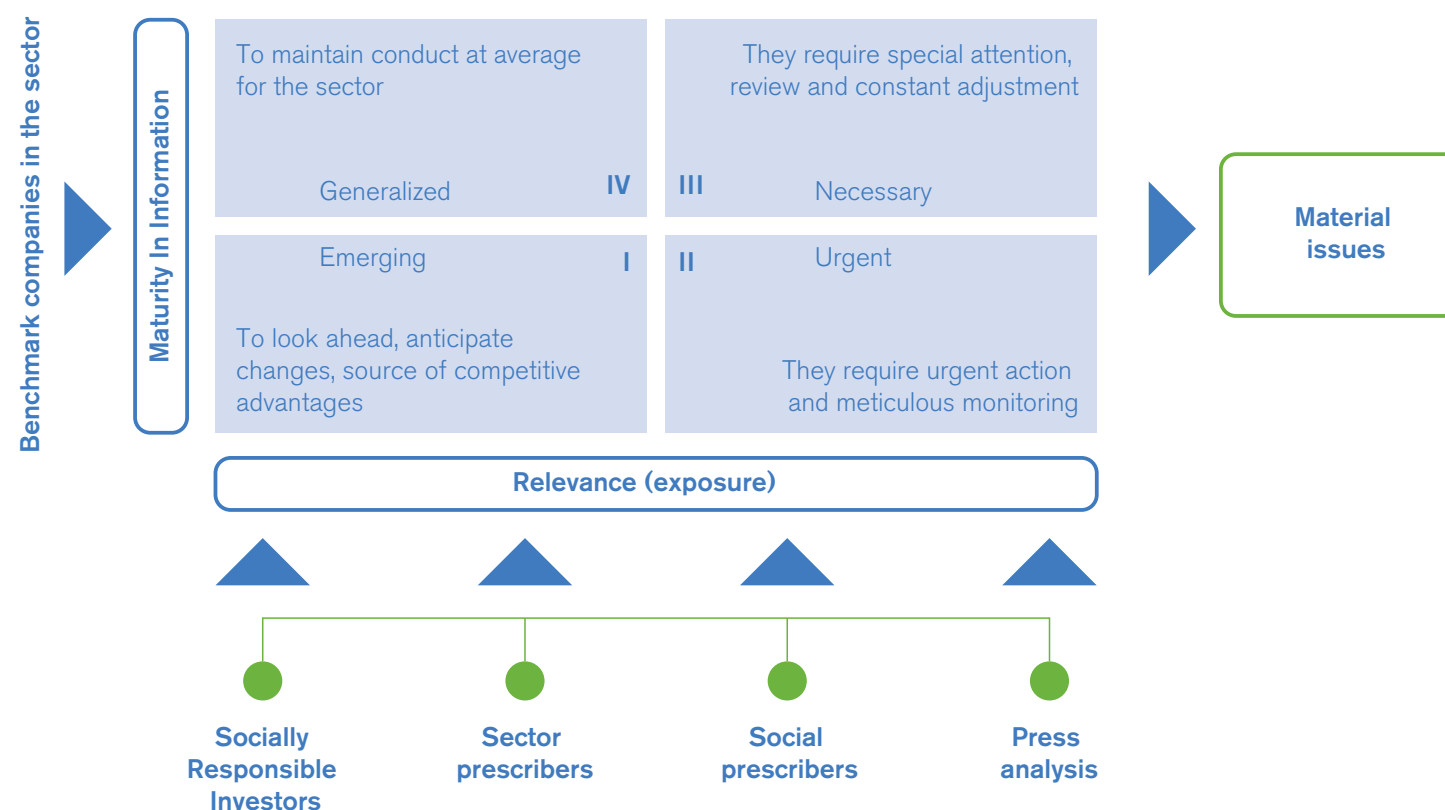 Benchmark companies in the sector
Maturity In Information
To maintain conduct at average
for the sector
Generalized
IV
They require special attention,
review and constant adjustment
III
Necessary
Emerging
I
To look ahead, anticipate
changes, source of competitive
advantages
II
Urgent
They require urgent action
and meticulous monitoring
Material
issues
Relevance (exposure)
Socially
Responsible
Investors
Sector
prescribers
Social
prescribers
Press
analysis